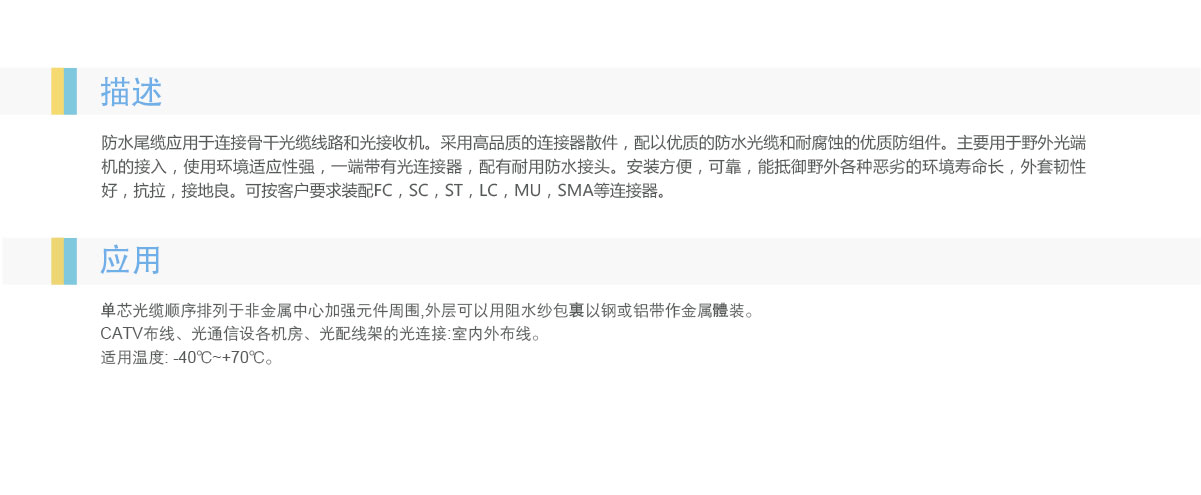 描述
防水尾缆应用于连接骨干光缆线路和光接收机。采用高品质的连接器散件，配以优质的防水光缆和耐腐蚀的优质防组件。主要用于野外光端
机的接入，使用环境适应性强，一端带有光连接器，配有耐用防水接头。安装方便，可靠，能抵御野外各种恶劣的环境寿命长，外套韧性
好，抗拉，接地良。可按客户要求装配FC，SC，ST，LC，MU，SMA等连接器。
应用
单芯光缆顺序排列于非金属中心加强元件周围,外层可以用阻水纱包裏以钢或铝带作金属體装。
CATV布线、光通信设各机房、光配线架的光连接:室内外布线。
适用温度: -40℃~+70℃。